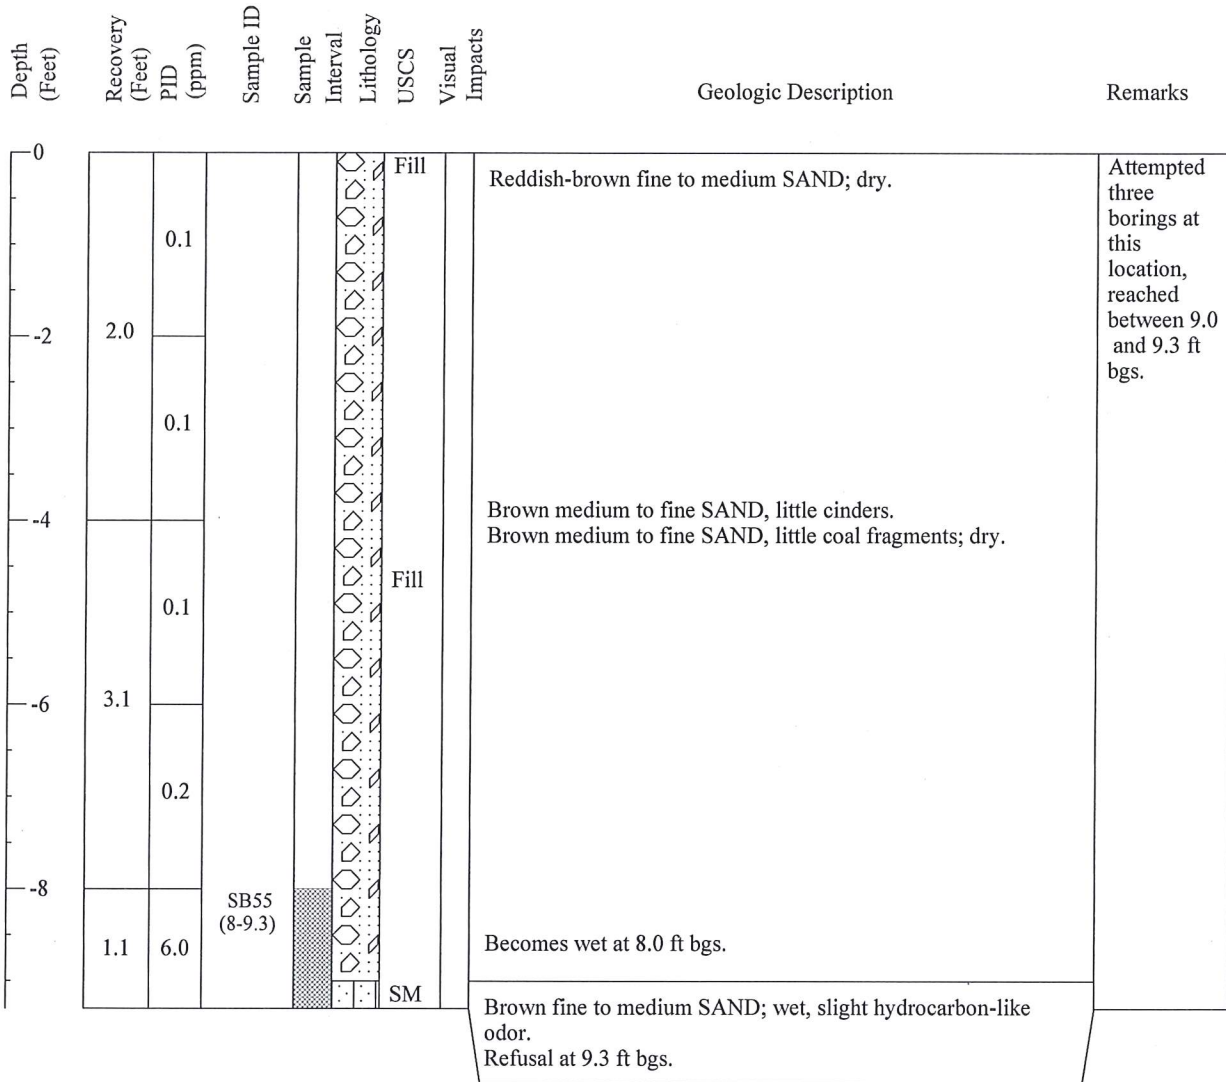 Depth
(Feet)
Recovery
(Feet)
PID
(ppm)
Sample ID
Sample
Interval
Lithology
USCS
Visual
Impacts
Geologic Description
Remarks
0
-2
-4
-6
-8
2.0
3.1
1.1
0.1
0.1
0.1
0.2
6.0
SB55
(8-9.3)
Fill
Fill
SM
Reddish-brown fine to medium SAND; dry.
Brown medium to fine SAND, little cinders.
Brown medium to fine SAND, little coal fragments; dry.
Becomes wet at 8.0 ft bgs.
Brown fine to medium SAND; wet, slight hydrocarbon-like
odor.
Refusal at 9.3 ft bgs.
Attempted
three
borings at
this
location,
reached
between 9.0
and 9.3 ft
bgs.